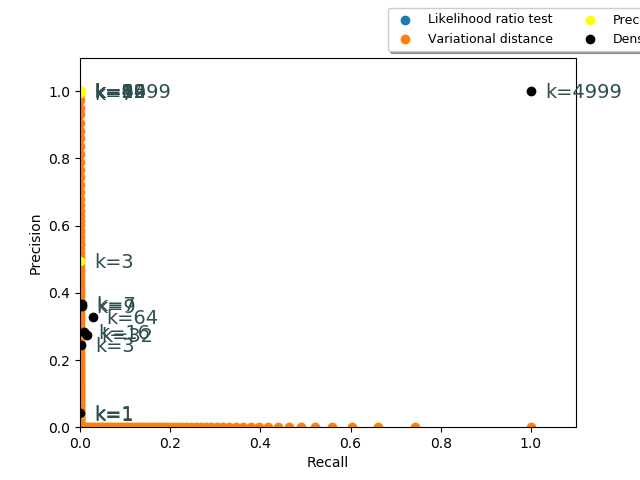 Likelihood ratio test
Variational distance
Prec
Dens
1.0
0.8
0.6
0.4
0.2
0.0
Precision
k=4999
k=3
k=7
k=9
k=64
k=16
k=32
k=3
k=1
0.0
0.2
0.4
0.6
0.8
1.0
Recall